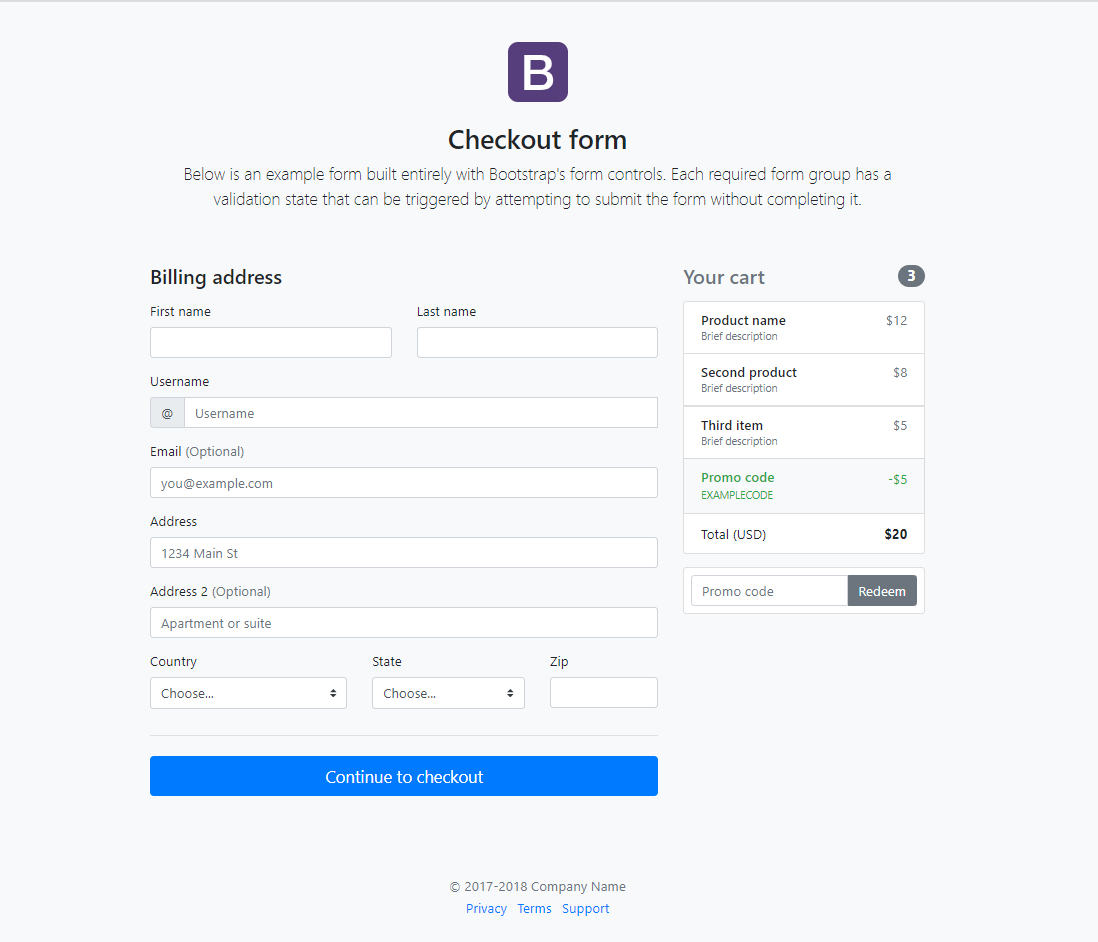 B
Checkout form
Below is an example form built entirely with Bootstrap's form controls. Each required form group has a
validation state that can be triggered by attempting to submit the form without completing it.
Billing address
First name Last name
Username
@ Username
Email (Optional)
you@example.com
Address
1234 Main St
Address 2 (Optional)
Apartment or suite
Country State Zip
Choose... Choose...
Continue to checkout
Your cart 3
Product name $12
Brief description
Second product $8
Brief description
Third item $5
Brief description
Promo code -$5
EXAMPLECODE
Total (USD) $20
Promo code Redeem
© 2017-2018 Company Name
Privacy Terms Support